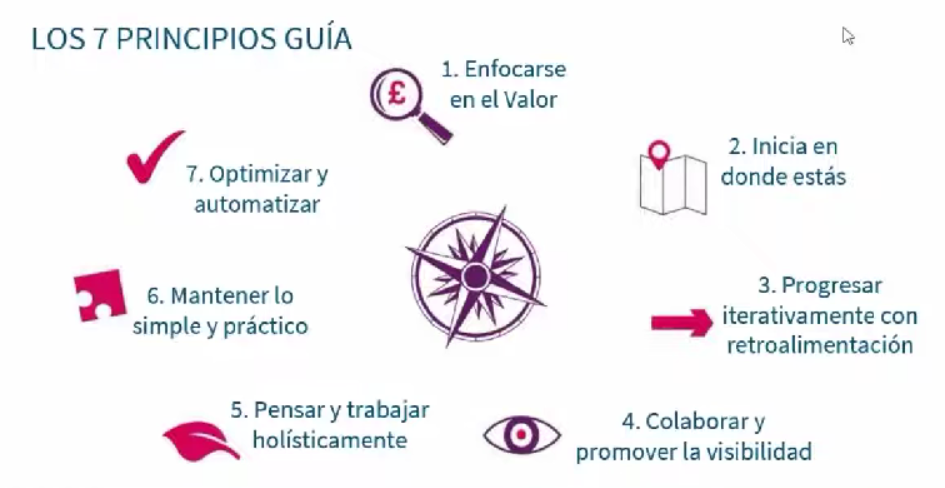 LOS 7 PRINCIPIOS GUÍA
£
1. Enfocarse
en el Valor
2. Inicia en
donde estás
3. Progresar
iterativamente con
retroalimentación
4. Colaborar y
promover la visibilidad
5. Pensar y trabajar
holísticamente
6. Mantener lo
simple y práctico
7. Optimizar y
automatizar